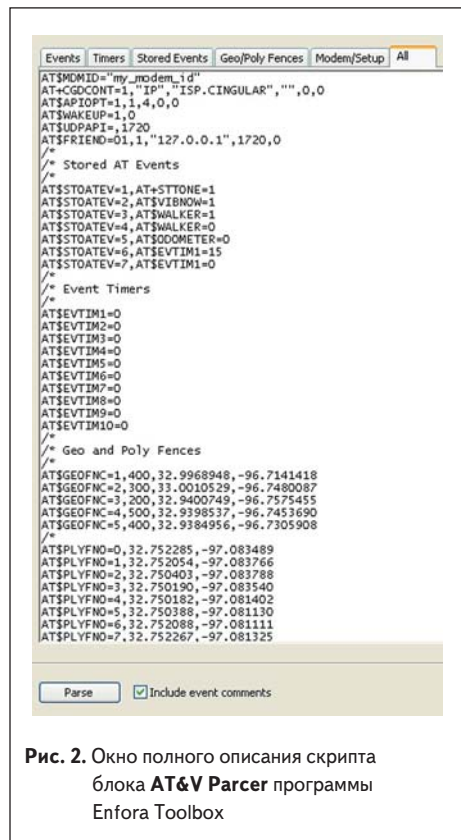 Events Timers Stored Events Geo/Poly Fences Modem/Setup All
AT$MDMID="my_modem_id"
AT+CGDCONT=1,"IP","ISP.CINGULAR","",0,0
AT$APIOPT=1,1,4,0,0
AT$WAKEUP=1,0
AT$UDPAPI=,1720
AT$FRIEND=01,1,"127.0.0.1",1720,0
/*
/* Stored AT Events
/*
AT$STOATEV=1,AT+STTONE=1
AT$STOATEV=2,AT$VIBNOW=1
AT$STOATEV=3,AT$WALKER=1
AT$STOATEV=4,AT$WALKER=0
AT$STOATEV=5,AT$ODOMETER=0
AT$STOATEV=6,AT$EVTIM1=15
AT$STOATEV=7,AT$EVTIM1=0
/*
/* Event Timers
/*
AT$EVTIM1=0
AT$EVTIM2=0
AT$EVTIM3=0
AT$EVTIM4=0
AT$EVTIM5=0
AT$EVTIM6=0
AT$EVTIM7=0
AT$EVTIM8=0
AT$EVTIM9=0
AT$EVTIM10=0
/*
/* Geo and Poly Fences
/*
AT$GEOFNC=1,400,32.9968948,-96.7141418
AT$GEOFNC=2,300,33.0010529,-96.7480087
AT$GEOFNC=3,200,32.9400749,-96.7575455
AT$GEOFNC=4,500,32.9398537,-96.7453690
AT$GEOFNC=5,400,32.9384956,-96.7305908
/*
AT$PLYFN0=0,32.752285,-97.083489
AT$PLYFN0=1,32.752054,-97.083766
AT$PLYFN0=2,32.750403,-97.083788
AT$PLYFN0=3,32.750190,-97.083540
AT$PLYFN0=4,32.750182,-97.081402
AT$PLYFN0=5,32.750388,-97.081130
AT$PLYFN0=6,32.752088,-97.081111
AT$PLYFN0=7,32.752267,-97.081325
Parse Include event comments
Рис. 2. Окно полного описания скрипта
блока AT&V Parcer программы
Enfora Toolbox